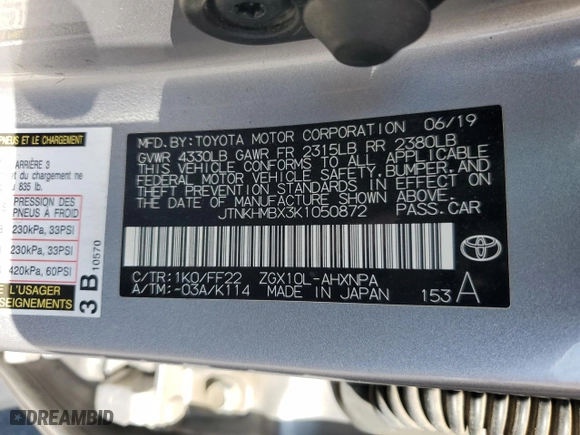 PNEUS ET LE CHARGEMENT
ARRIÈRE 3
du chargement ne
u 835 lb.
PRESSION DES
PNEUS À FROID
230kPa, 33PSI
230kPa, 33PSI
420kPa, 60PSI
E L'USAGER
ENSEIGNEMENTS
3 B 10570
MFD. BY: TOYOTA MOTOR CORPORATION 06/19
GVWR 4330LB GAWR FR 2315LB RR 2380LB
THIS VEHICLE CONFORMS TO ALL APPLICABLE
FEDERAL MOTOR VEHICLE SAFETY, BUMPER, AND
THEFT PREVENTION STANDARDS IN EFFECT ON
THE DATE OF MANUFACTURE SHOWN ABOVE.
JTNKHMBX3K1050872 PASS. CAR
C/TR: 1K0/FF22 ZGX10L-AHXNPA
A/TM: -03A/K114 MADE IN JAPAN 153 A
TOYOTA
DREAMBID